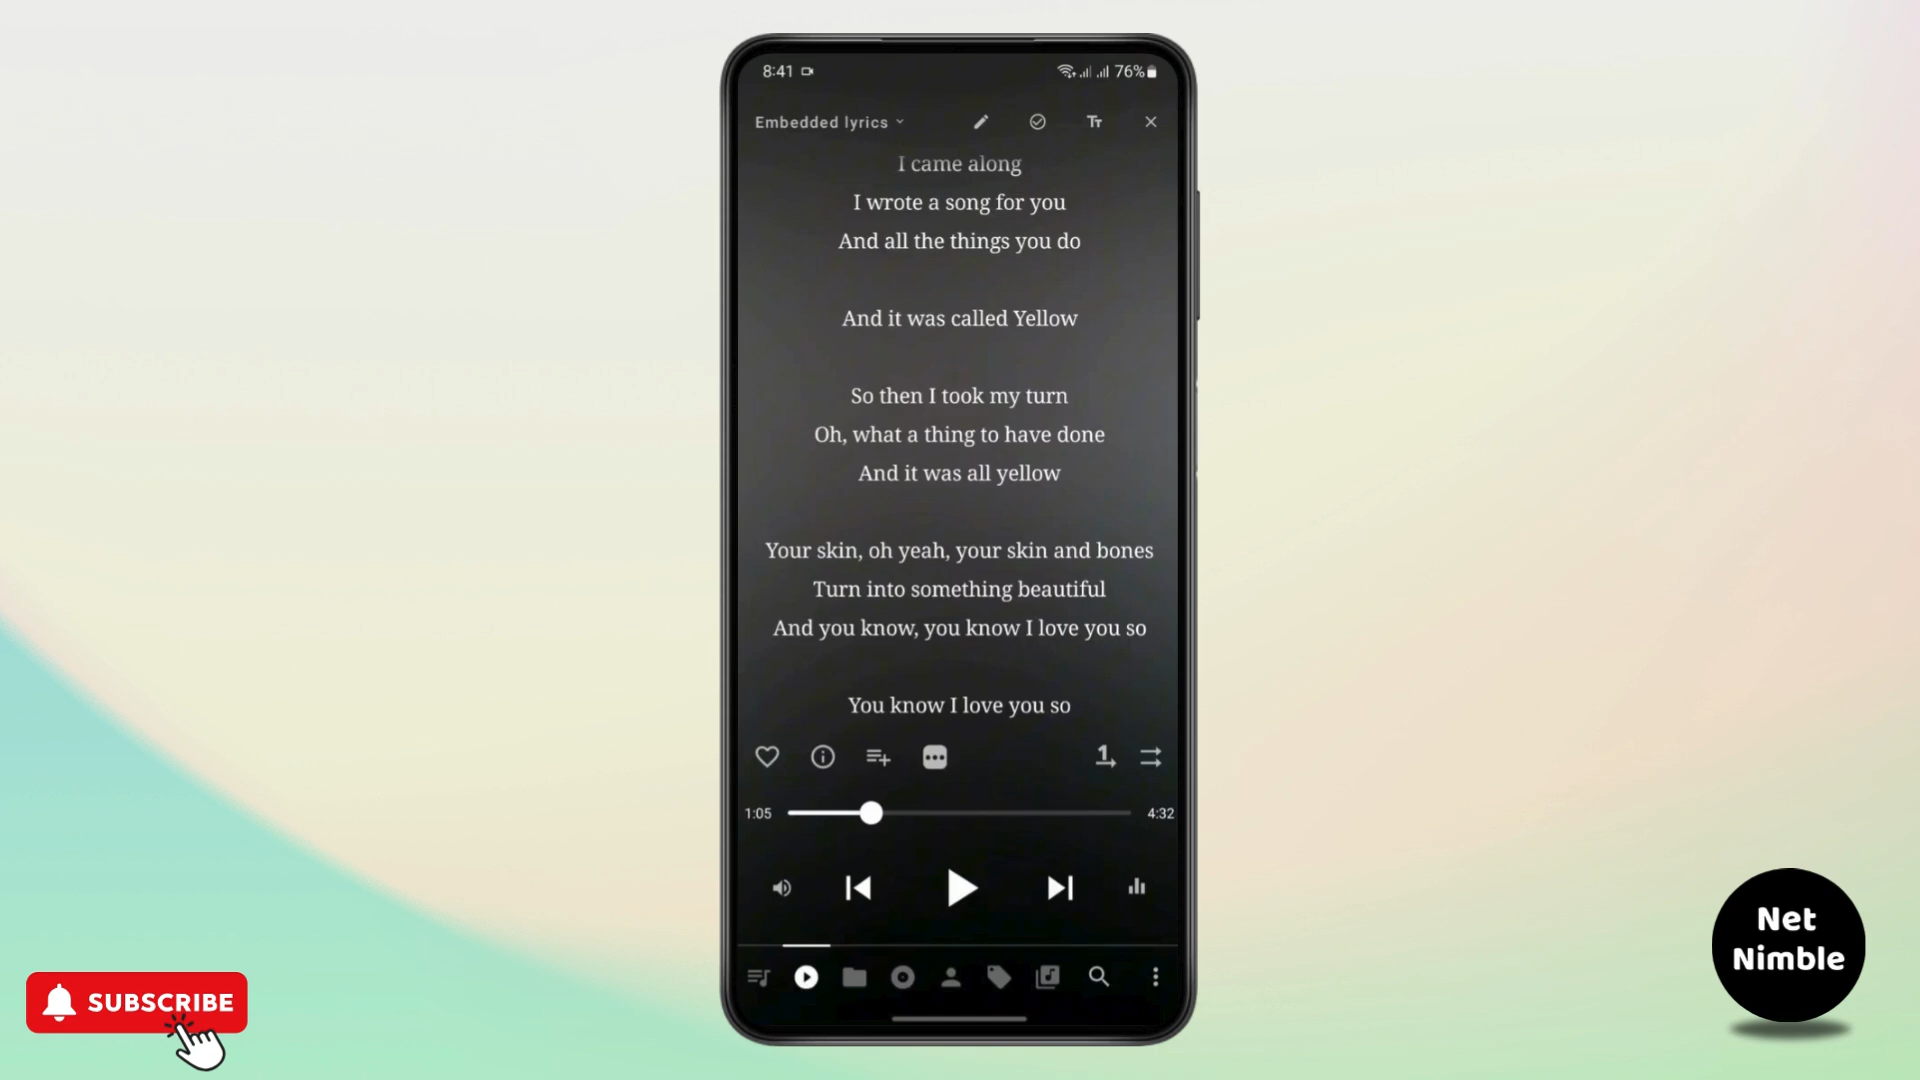 8:41
76%
Embedded lyrics
Tт
I came along
I wrote a song for you
And all the things you do
And it was called Yellow
So then I took my turn
Oh, what a thing to have done
And it was all yellow
Your skin, oh yeah, your skin and bones
Turn into something beautiful
And you know, you know I love you so
You know I love you so
1
1:05
4:32
SUBSCRIBE
Net
Nimble